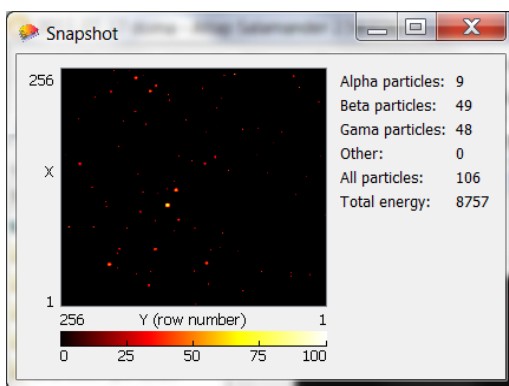 Snapshot
256
X
1
256 Y (row number) 1
0 25 50 75 100
Alpha particles: 9
Beta particles: 49
Gama particles: 48
Other: 0
All particles: 106
Total energy: 8757